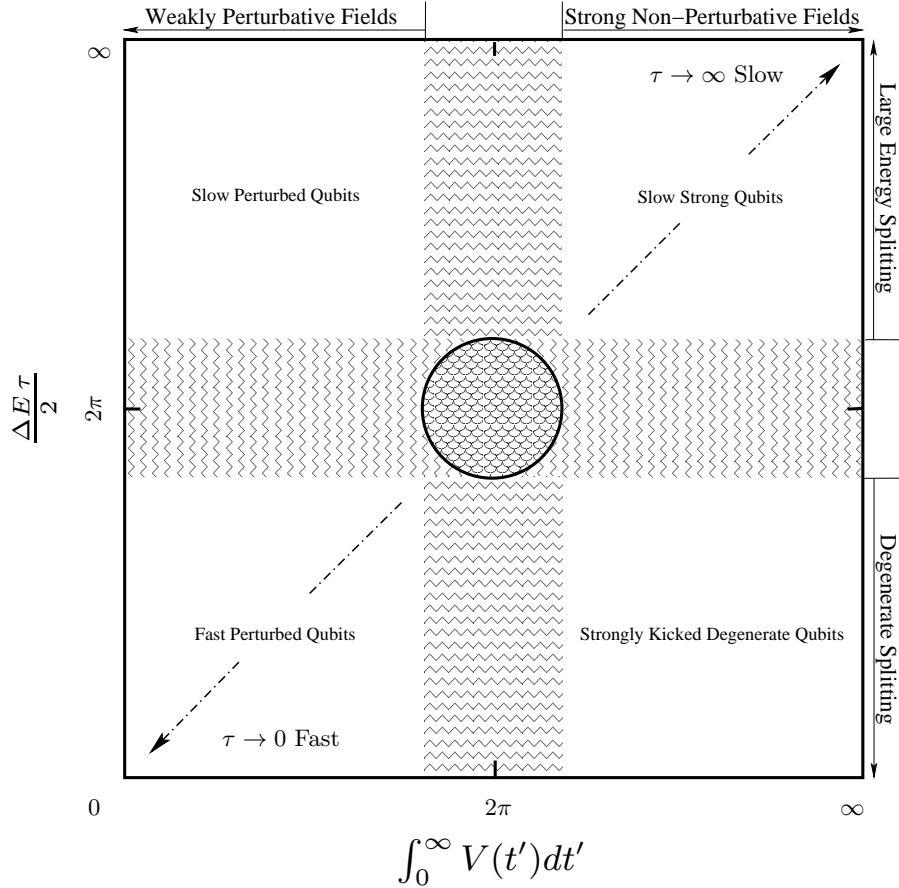 Weakly Perturbative Fields
Strong Non−Perturbative Fields
∞
τ → ∞ Slow
Large Energy Splitting
Slow Perturbed Qubits
Slow Strong Qubits
ΔE τ
2
2π
Degenerate Splitting
Fast Perturbed Qubits
Strongly Kicked Degenerate Qubits
τ → 0 Fast
0
2π
∞
∫₀^∞ V(t′)dt′